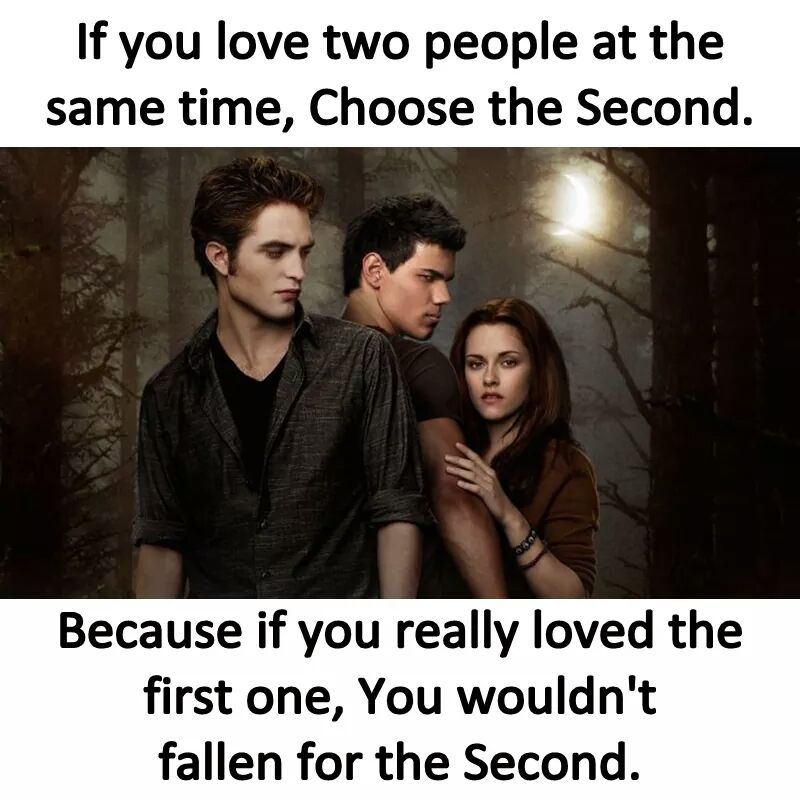 If you love two people at the
same time, Choose the Second.
Because if you really loved the
first one, You wouldn't
fallen for the Second.